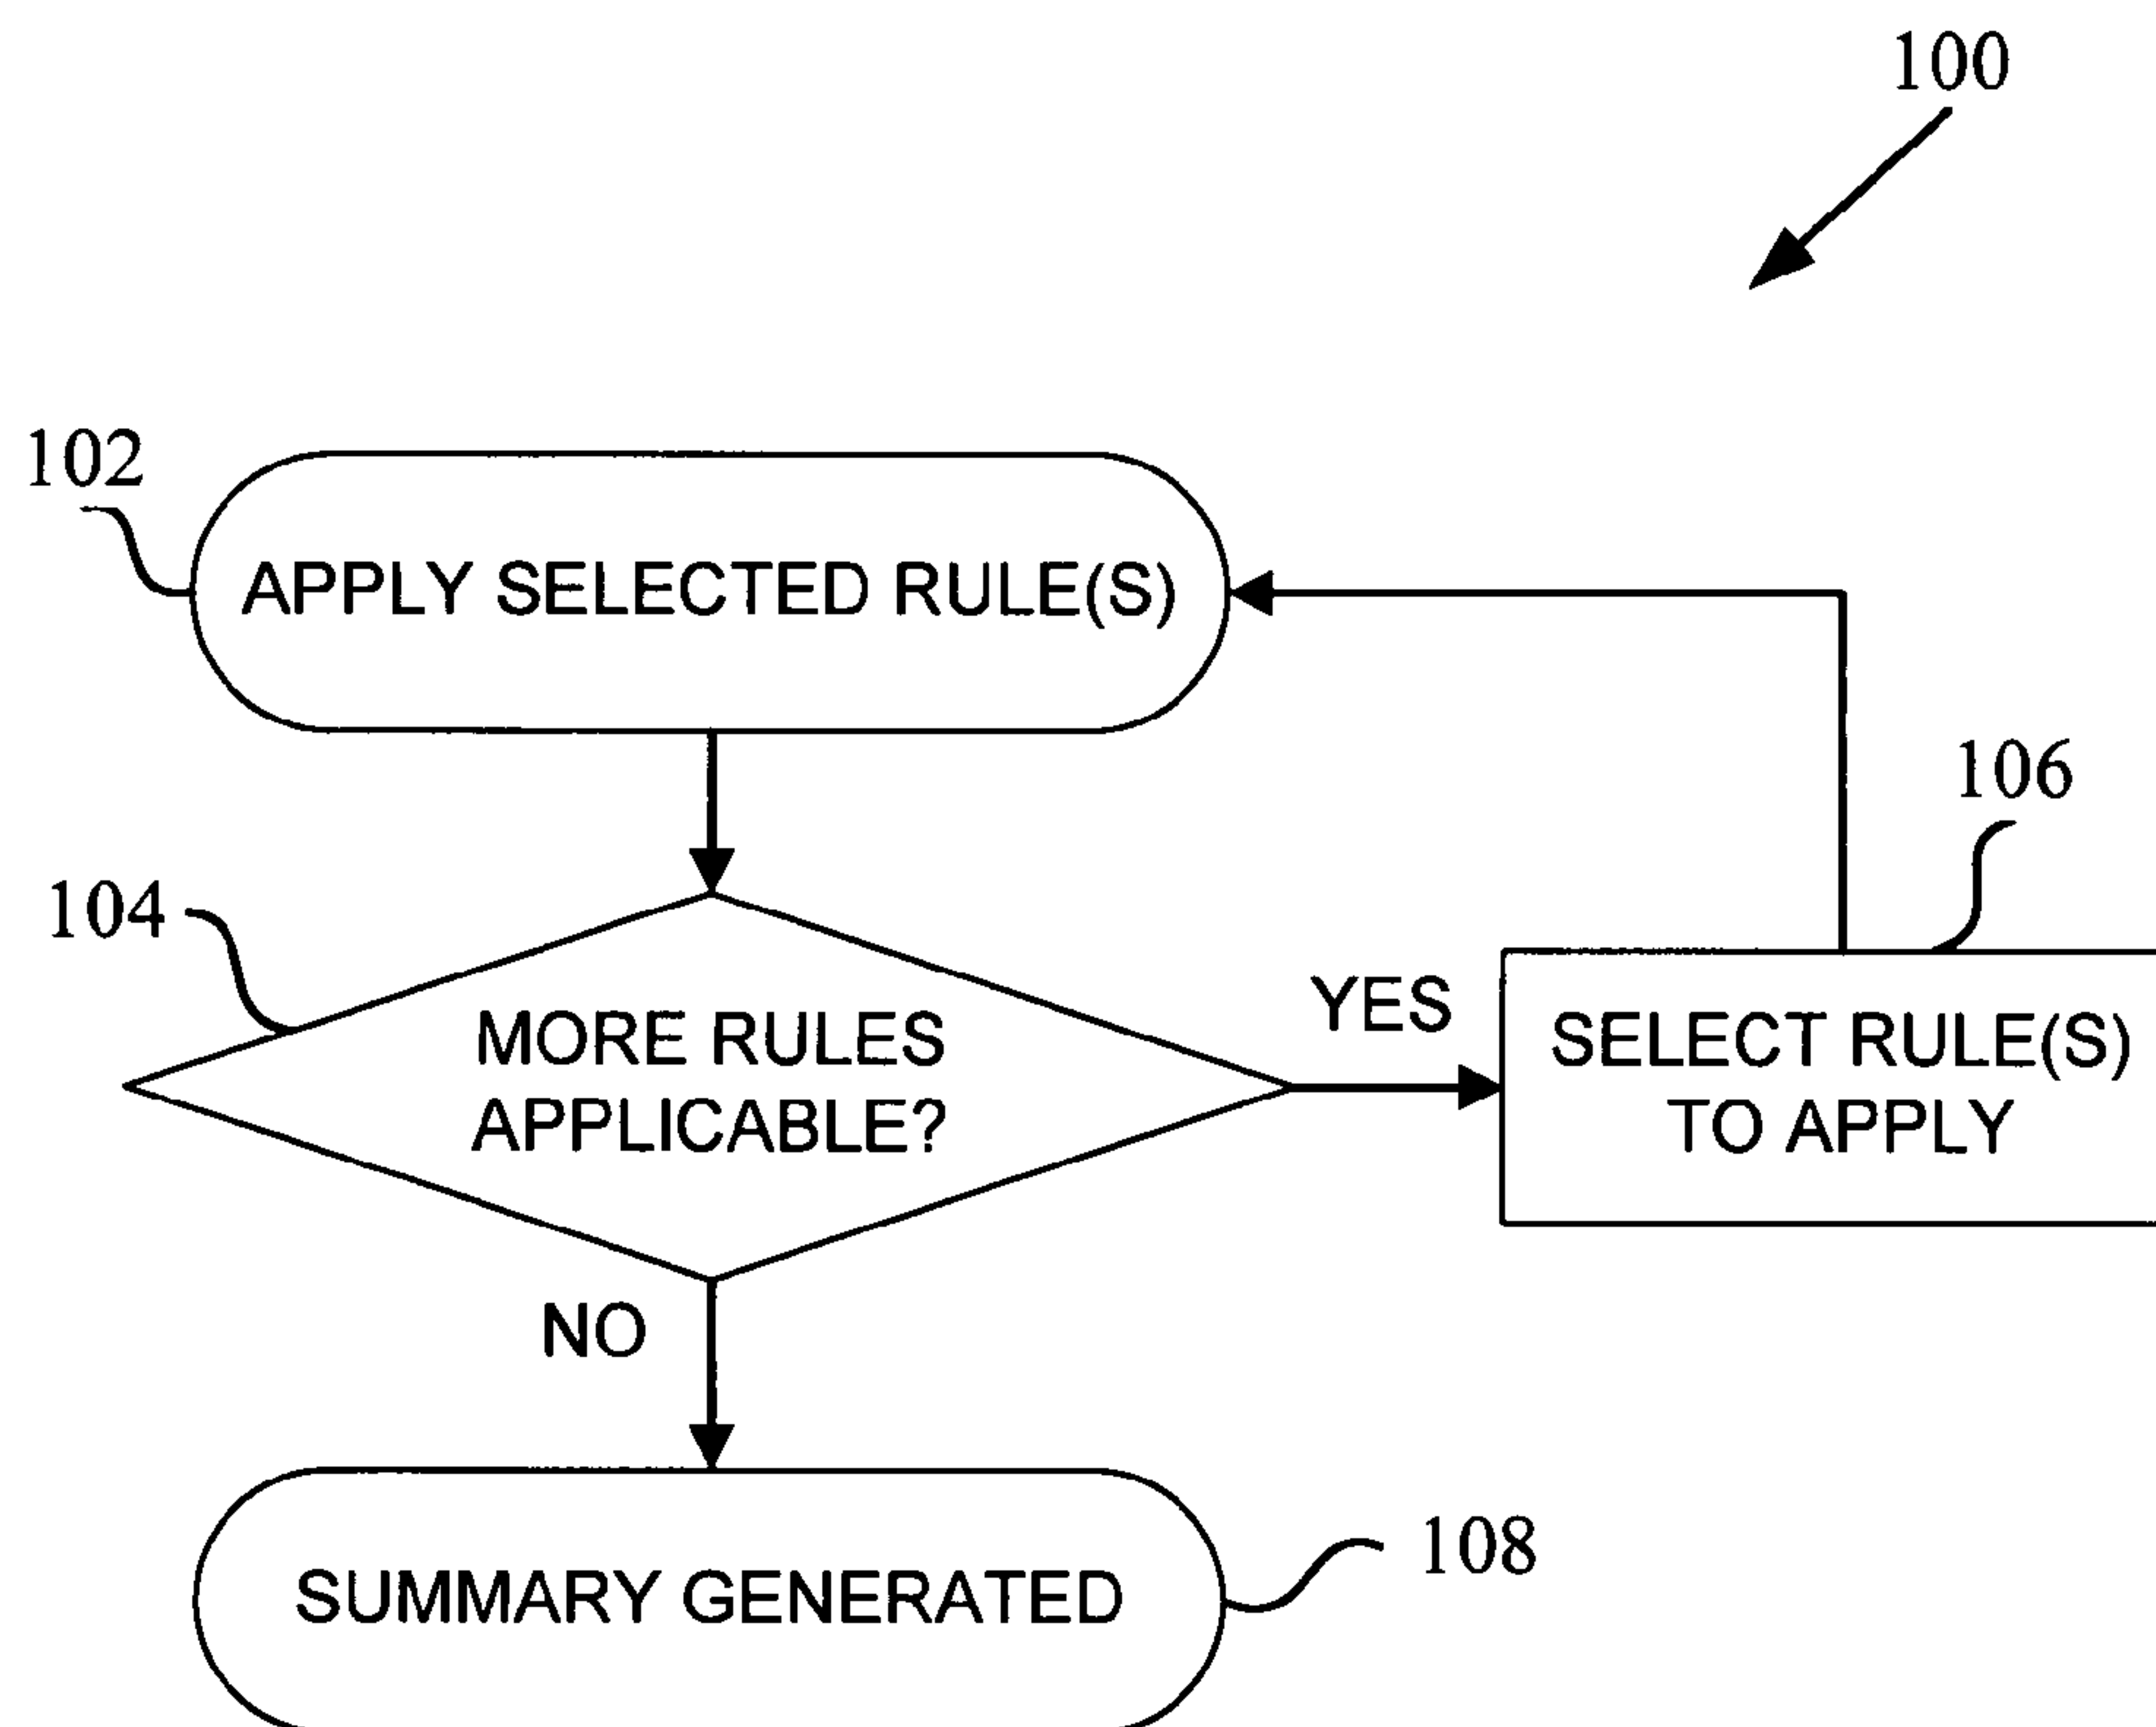 100
102
APPLY SELECTED RULE(S)
106
104
MORE RULES
APPLICABLE?
YES
SELECT RULE(S)
TO APPLY
NO
108
SUMMARY GENERATED